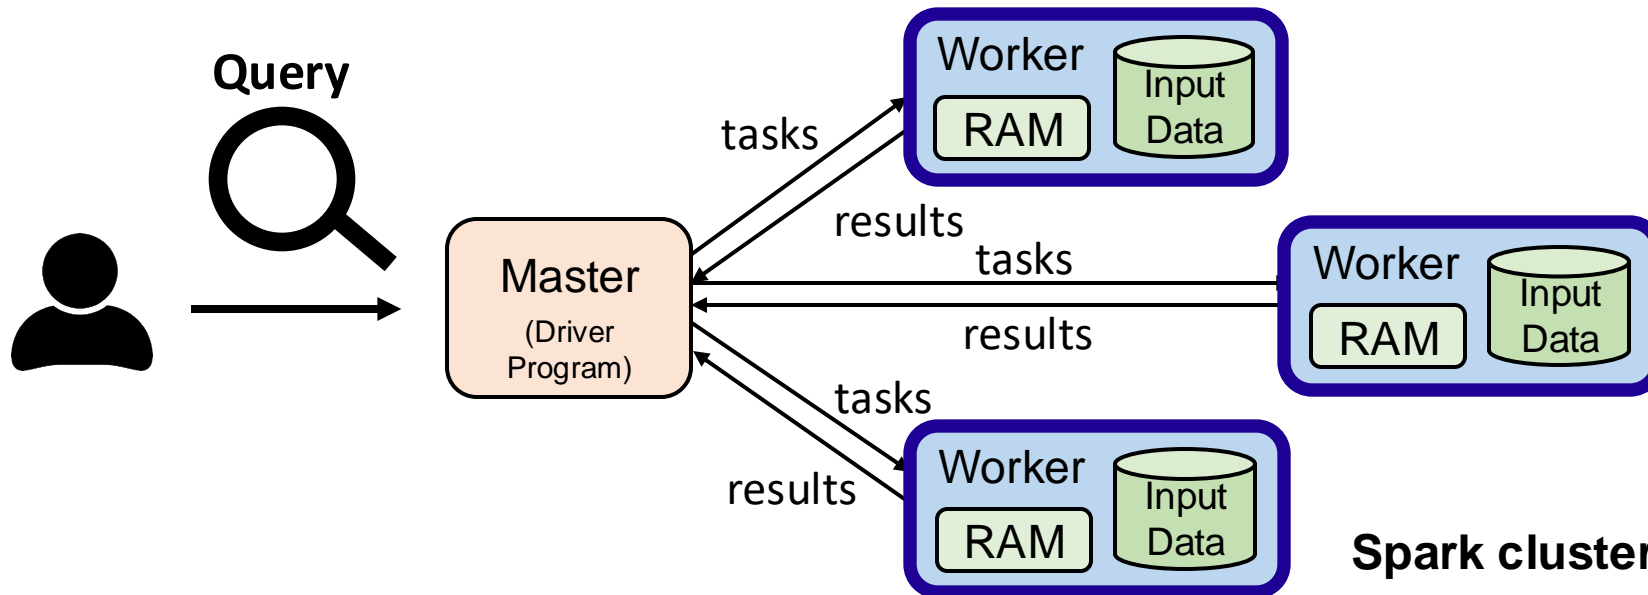 Query
Master
(Driver
Program)
tasks
results
tasks
results
tasks
results
Worker
RAM
Input
Data
Worker
RAM
Input
Data
Worker
RAM
Input
Data
Spark cluster